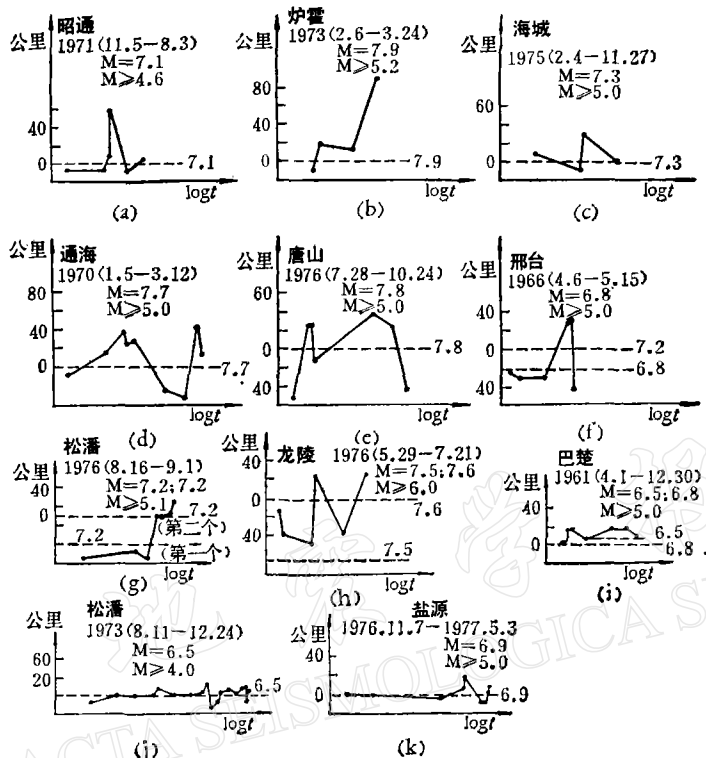 昭通
公里
1971(11.5-8.3)
M=7.1
M⩾4.6
40
0
7.1
logt
(a)
炉霍
公里
1973(2.6-3.24)
M=7.9
M⩾5.2
80
40
0
7.9
logt
(b)
海城
公里
1975(2.4-11.27)
M=7.3
M⩾5.0
60
0
7.3
logt
(c)
通海
公里
1970(1.5-3.12)
M=7.7
M⩾5.0
80
40
0
7.7
logt
(d)
唐山
公里
1976(7.28-10.24)
M=7.8
M⩾5.0
60
0
40
7.8
logt
(e)
邢台
公里
1966(4.6-5.15)
M=6.8
M⩾5.0
40
0
40
7.2
6.8
logt
(f)
松潘
公里
1976(8.16-9.1)
M=7.2;7.2
M⩾5.1
40
0
7.2
(第二个)
7.2
(第二个)
logt
(g)
龙陵
公里
1976(5.29-7.21)
M=7.5;7.6
M⩾6.0
40
0
40
7.6
7.5
logt
(h)
巴楚
公里
1961(4.1-12.30)
M=6.5;6.8
M⩾5.0
40
0
6.5
6.8
logt
(i)
松潘
公里
1973(8.11-12.24)
M=6.5
M⩾4.0
60
20
6.5
logt
(j)
盐源
公里
1976.11.7-1977.5.3
M=6.9
M⩾5.0
40
0
6.9
logt
(k)
地震学报
ACTA SEISMOLOGICA S